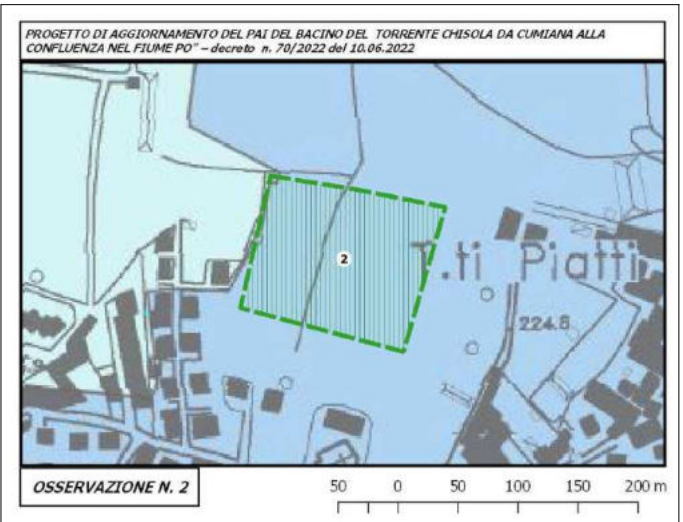 PROGETTO DI AGGIORNAMENTO DEL PAI DEL BACINO DEL TORRENTE CHISOLA DA CUMIANA ALLA
CONFLUENZA NEL FIUME PO" – decreto n. 70/2022 del 10.06.2022
2
T.ti Piatti
224.8
OSSERVAZIONE N. 2
50 0 50 100 150 200 m